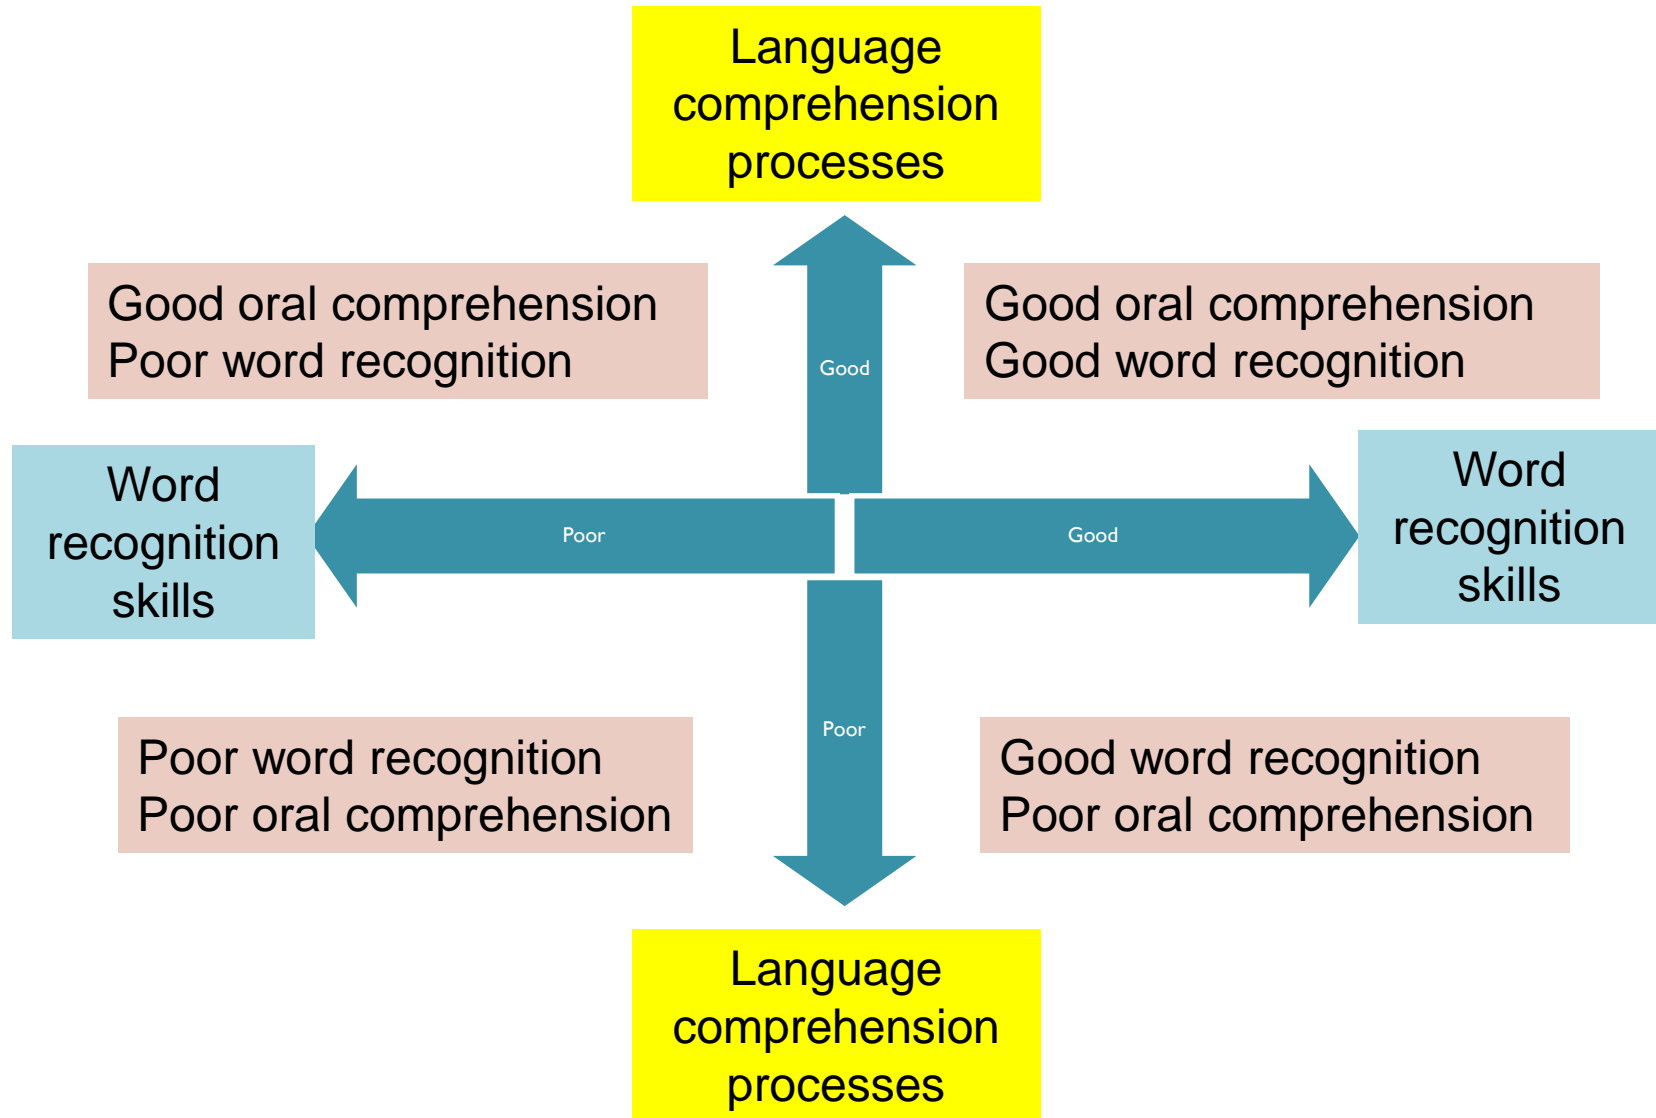 Language
comprehension
processes
Good oral comprehension
Poor word recognition
Good
Good oral comprehension
Good word recognition
Word
recognition
skills
Poor
Good
Word
recognition
skills
Poor word recognition
Poor oral comprehension
Poor
Good word recognition
Poor oral comprehension
Language
comprehension
processes